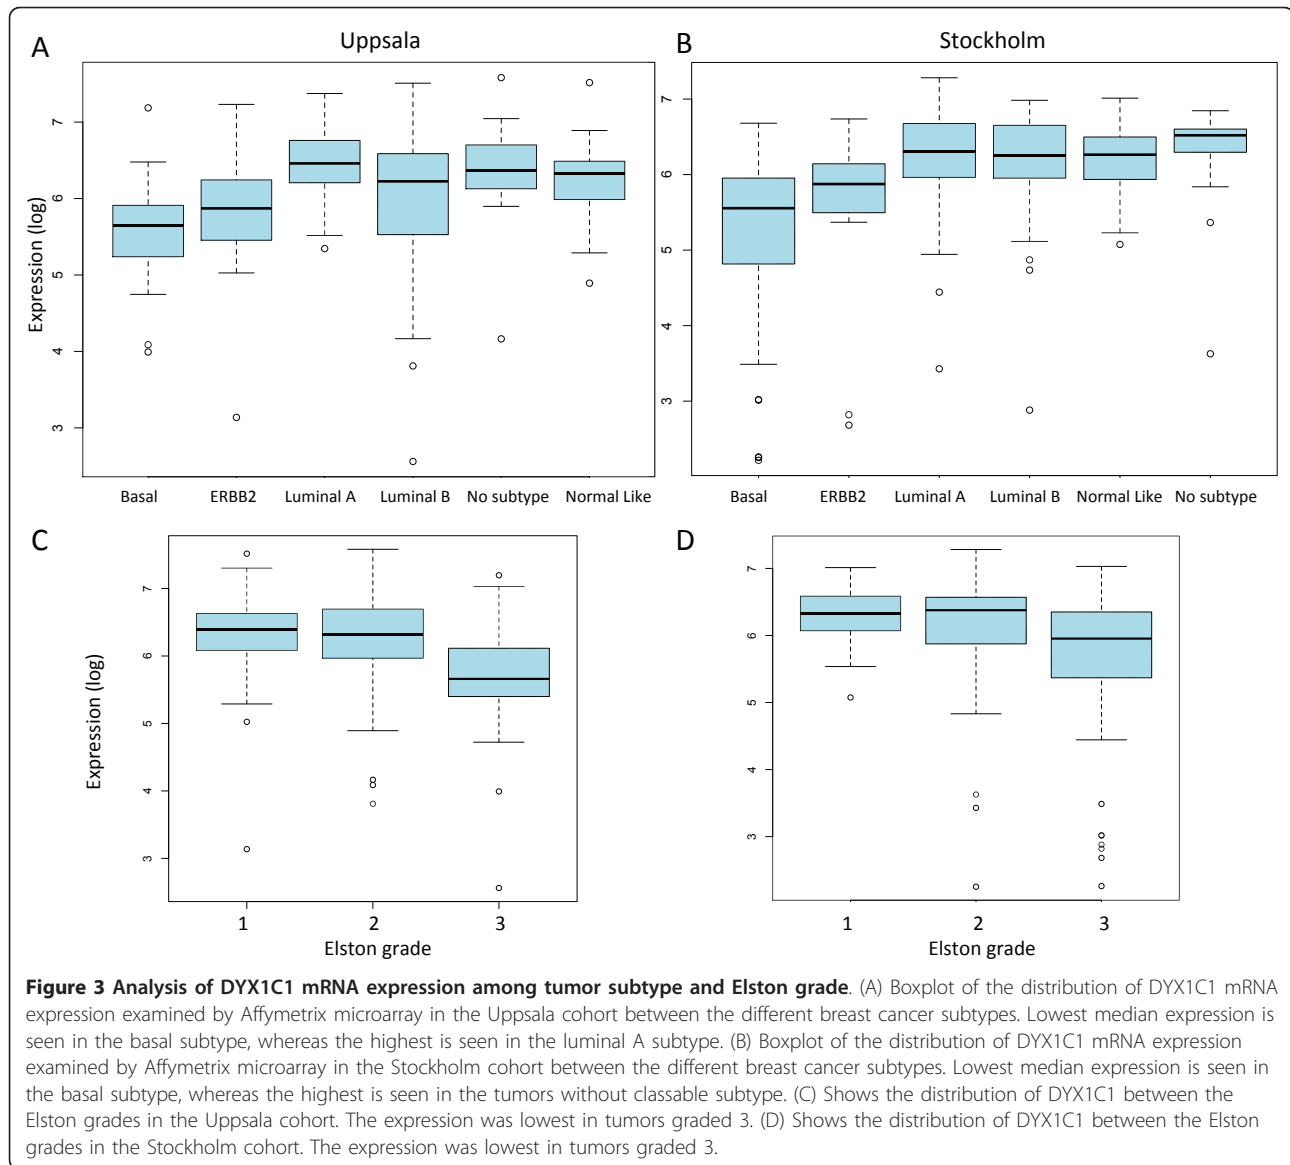 A
Uppsala
B
Stockholm
Expression (log)
7
6
5
4
3
Basal
ERBB2
Luminal A
Luminal B
No subtype
Normal Like
7
6
5
4
3
Basal
ERBB2
Luminal A
Luminal B
Normal Like
No subtype
C
Expression (log)
7
6
5
4
3
1
2
3
Elston grade
D
7
6
5
4
3
1
2
3
Elston grade
Figure 3 Analysis of DYX1C1 mRNA expression among tumor subtype and Elston grade. (A) Boxplot of the distribution of DYX1C1 mRNA
expression examined by Affymetrix microarray in the Uppsala cohort between the different breast cancer subtypes. Lowest median expression is
seen in the basal subtype, whereas the highest is seen in the luminal A subtype. (B) Boxplot of the distribution of DYX1C1 mRNA expression
examined by Affymetrix microarray in the Stockholm cohort between the different breast cancer subtypes. Lowest median expression is seen in
the basal subtype, whereas the highest is seen in the tumors without classable subtype. (C) Shows the distribution of DYX1C1 between the
Elston grades in the Uppsala cohort. The expression was lowest in tumors graded 3. (D) Shows the distribution of DYX1C1 between the Elston
grades in the Stockholm cohort. The expression was lowest in tumors graded 3.